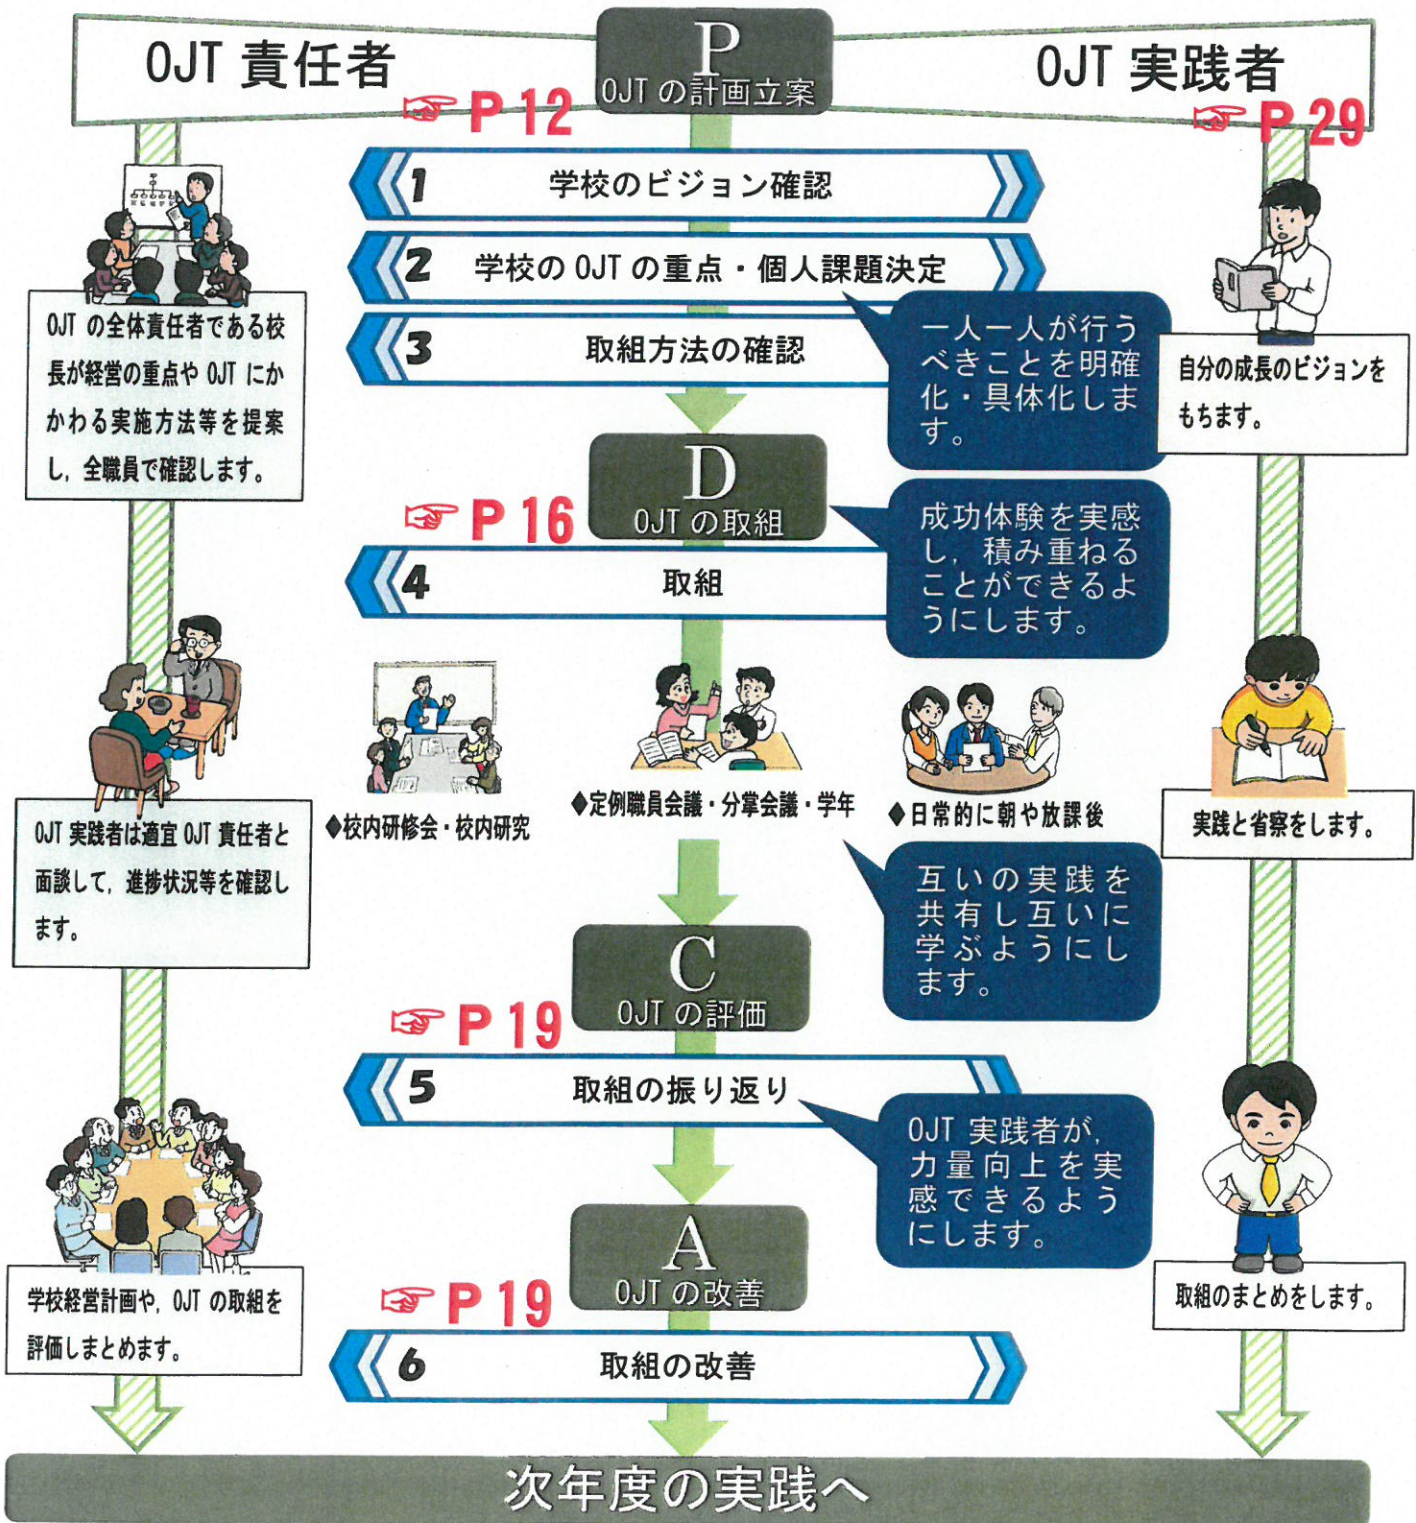 OJT 責任者
P
OJT の計画立案
OJT 実践者
☞ P 12
☞ P 29
1 学校のビジョン確認
2 学校の OJT の重点・個人課題決定
3 取組方法の確認
一人一人が行う
べきことを明確
化・具体化しま
す。
OJT の全体責任者である校
長が経営の重点や OJT にか
かわる実施方法等を提案
し，全職員で確認します。
自分の成長のビジョンを
もちます。
D
OJT の取組
☞ P 16
4 取組
成功体験を実感
し，積み重ねる
ことができるよ
うにします。
◆校内研修会・校内研究
◆定例職員会議・分掌会議・学年
◆日常的に朝や放課後
OJT 実践者は適宜 OJT 責任者と
面談して，進捗状況等を確認し
ます。
実践と省察をします。
互いの実践を
共有し互いに
学ぶようにし
ます。
C
OJT の評価
☞ P 19
5 取組の振り返り
OJT 実践者が，
力量向上を実
感できるよう
にします。
A
OJT の改善
☞ P 19
6 取組の改善
学校経営計画や，OJT の取組を
評価しまとめます。
取組のまとめをします。
次年度の実践へ